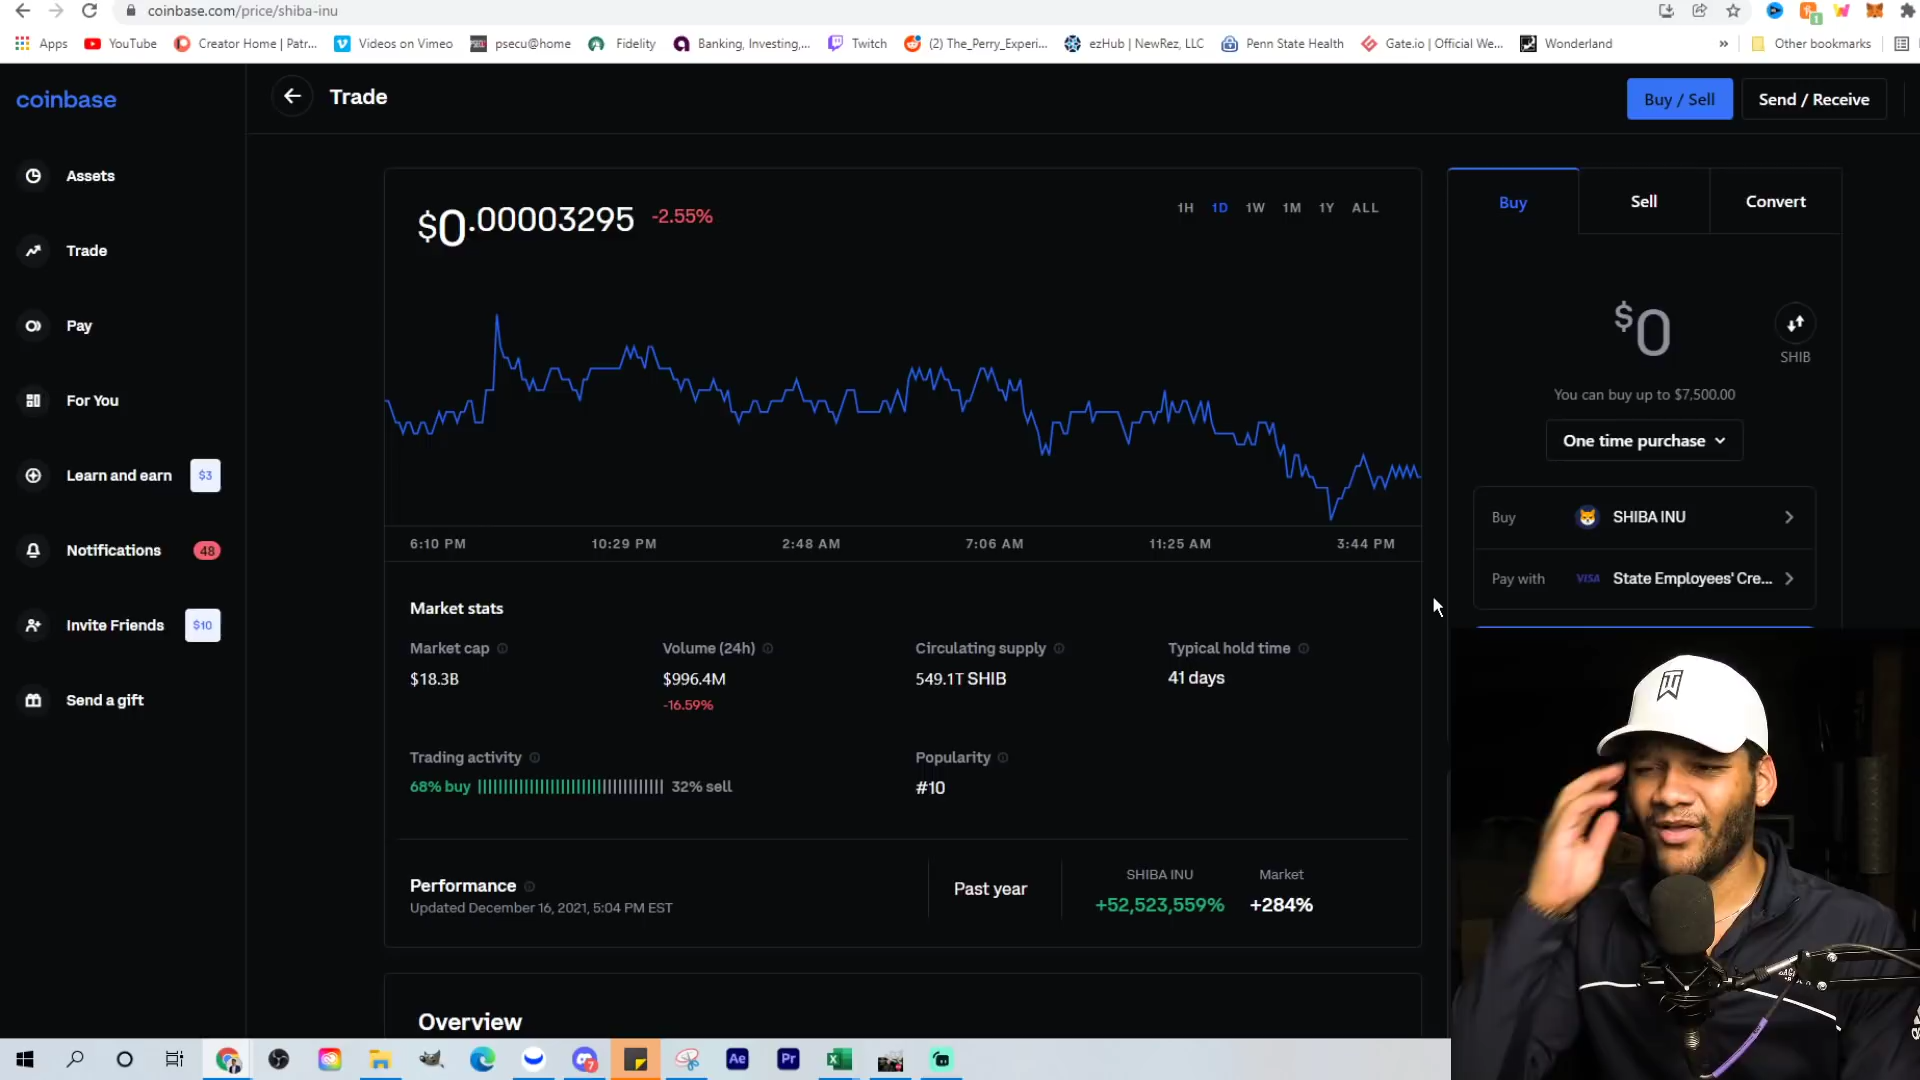 coinbase.com/price/shiba-inu
Apps YouTube Creator Home | Patr... Videos on Vimeo psecu@home Fidelity Banking, Investing,... Twitch (2) The_Perry_Experi... ezHub | NewRez, LLC Penn State Health Gate.io | Official We... Wonderland » Other bookmarks
coinbase
Trade
Buy / Sell
Send / Receive
Assets
Trade
Pay
For You
Learn and earn $3
Notifications 48
Invite Friends $10
Send a gift
$0.00003295 -2.55%
1H 1D 1W 1M 1Y ALL
6:10 PM 10:29 PM 2:48 AM 7:06 AM 11:25 AM 3:44 PM
Market stats
Market cap Volume (24h) Circulating supply Typical hold time
$18.3B $996.4M 549.1T SHIB 41 days
-16.59%
Trading activity Popularity
68% buy 32% sell #10
Performance
Updated December 16, 2021, 5:04 PM EST
Past year
SHIBA INU Market
+52,523,559% +284%
Overview
Buy Sell Convert
$0
SHIB
You can buy up to $7,500.00
One time purchase
Buy SHIBA INU
Pay with VISA State Employees' Cre...
Ae Pr